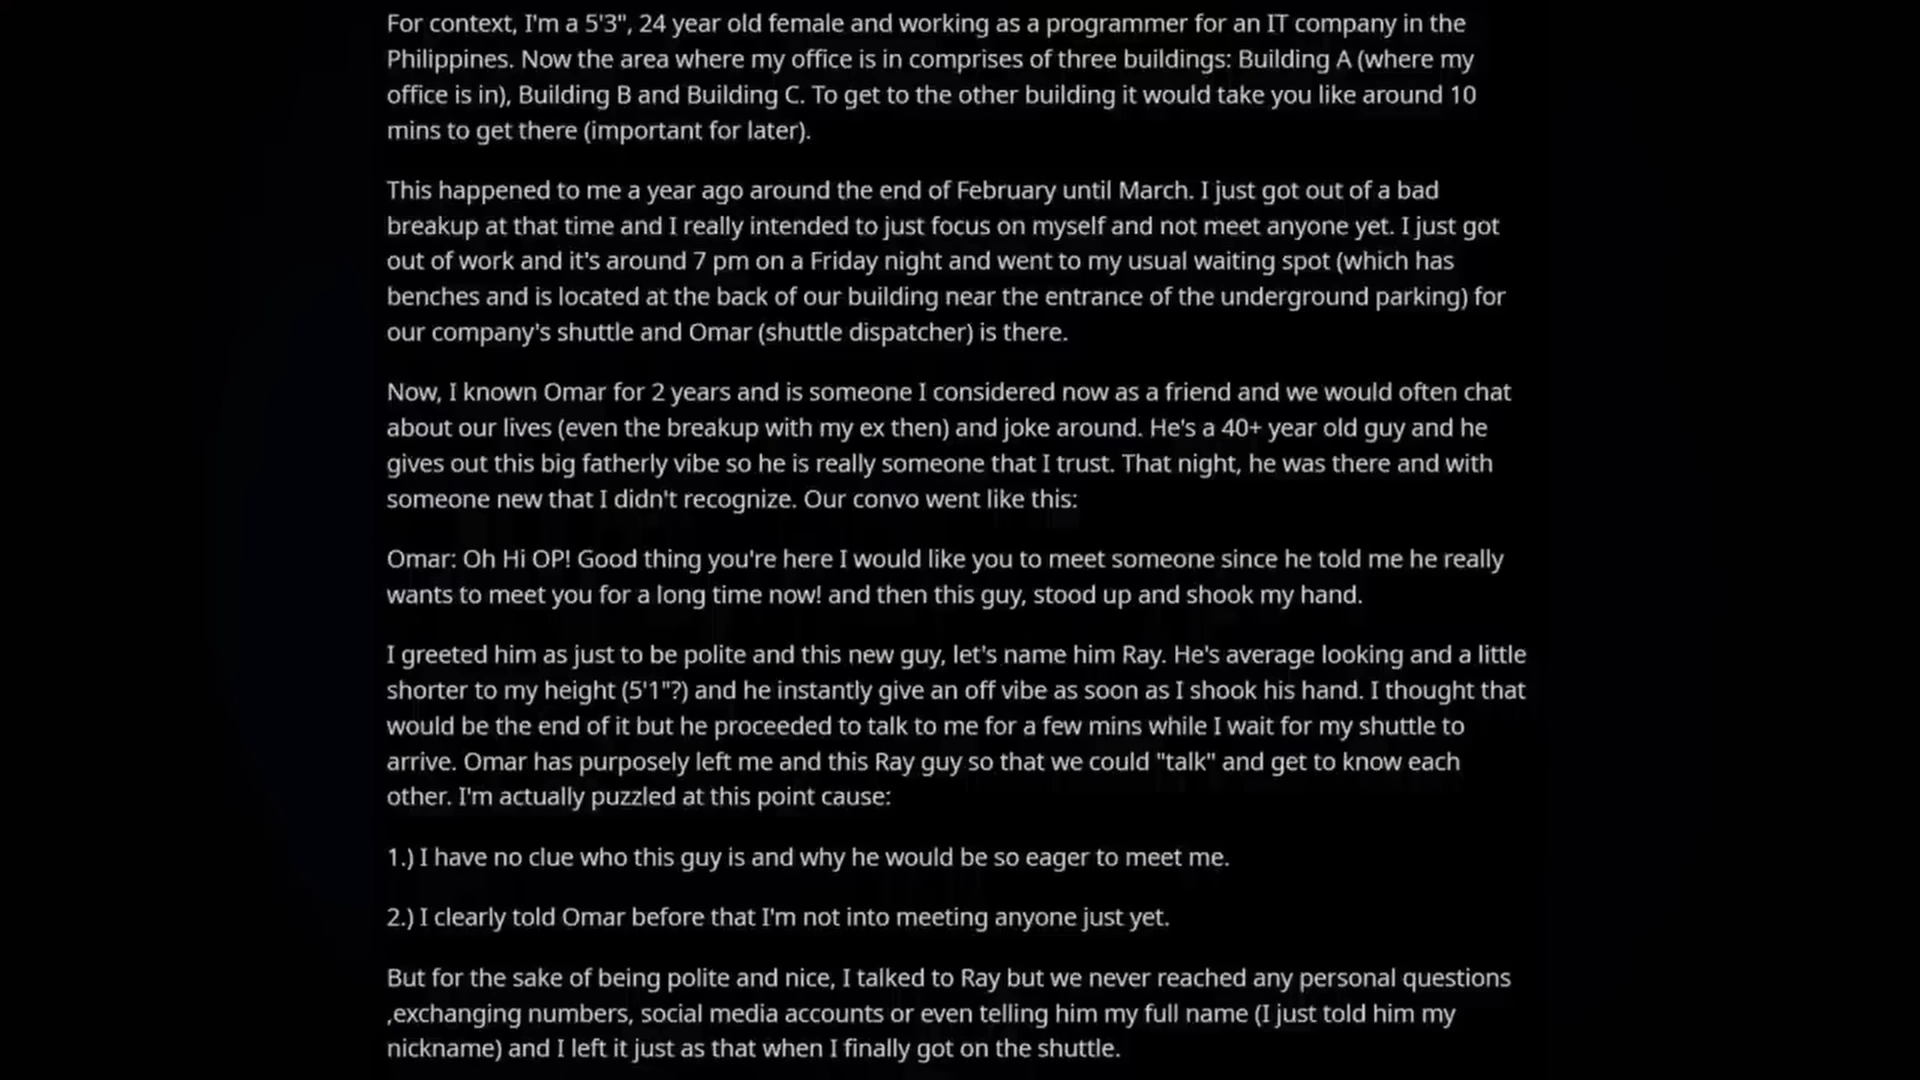 For context, I'm a 5'3", 24 year old female and working as a programmer for an IT company in the
Philippines. Now the area where my office is in comprises of three buildings: Building A (where my
office is in), Building B and Building C. To get to the other building it would take you like around 10
mins to get there (important for later).
This happened to me a year ago around the end of February until March. I just got out of a bad
breakup at that time and I really intended to just focus on myself and not meet anyone yet. I just got
out of work and it's around 7 pm on a Friday night and went to my usual waiting spot (which has
benches and is located at the back of our building near the entrance of the underground parking) for
our company's shuttle and Omar (shuttle dispatcher) is there.
Now, I known Omar for 2 years and is someone I considered now as a friend and we would often chat
about our lives (even the breakup with my ex then) and joke around. He's a 40+ year old guy and he
gives out this big fatherly vibe so he is really someone that I trust. That night, he was there and with
someone new that I didn't recognize. Our convo went like this:
Omar: Oh Hi OP! Good thing you're here I would like you to meet someone since he told me he really
wants to meet you for a long time now! and then this guy, stood up and shook my hand.
I greeted him as just to be polite and this new guy, let's name him Ray. He's average looking and a little
shorter to my height (5'1"?) and he instantly give an off vibe as soon as I shook his hand. I thought that
would be the end of it but he proceeded to talk to me for a few mins while I wait for my shuttle to
arrive. Omar has purposely left me and this Ray guy so that we could "talk" and get to know each
other. I'm actually puzzled at this point cause:
1.) I have no clue who this guy is and why he would be so eager to meet me.
2.) I clearly told Omar before that I'm not into meeting anyone just yet.
But for the sake of being polite and nice, I talked to Ray but we never reached any personal questions
,exchanging numbers, social media accounts or even telling him my full name (I just told him my
nickname) and I left it just as that when I finally got on the shuttle.